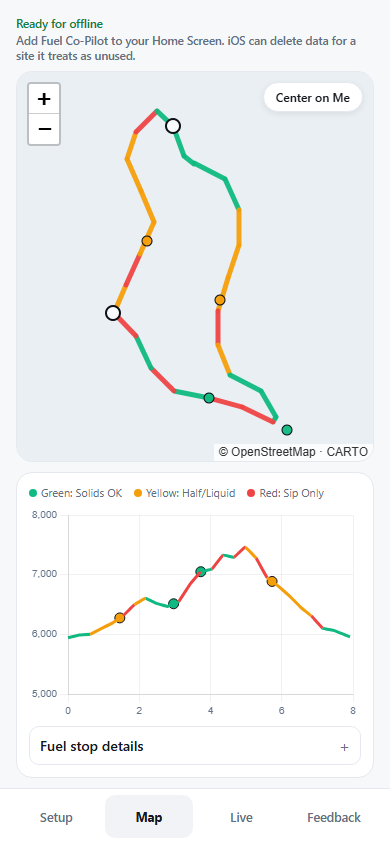 Ready for offline
Add Fuel Co-Pilot to your Home Screen. iOS can delete data for a
site it treats as unused.
+
−
Center on Me
© OpenStreetMap · CARTO
Green: Solids OK
Yellow: Half/Liquid
Red: Sip Only
8,000
7,000
6,000
5,000
0 2 4 6 8
Fuel stop details +
Setup Map Live Feedback